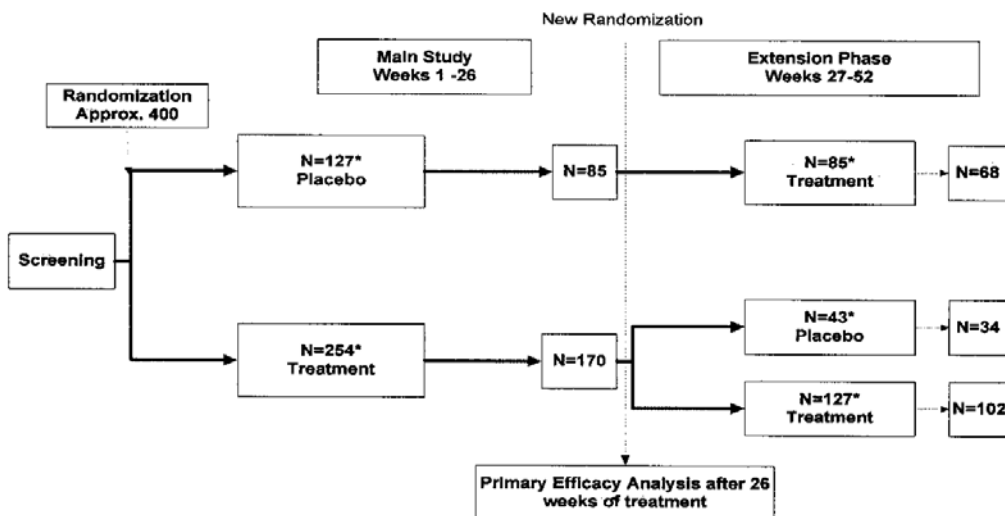 New Randomization
Main Study
Weeks 1 -26
Extension Phase
Weeks 27-52
Randomization
Approx. 400
N=127*
Placebo
N=85
N=85*
Treatment
N=68
Screening
N=254*
Treatment
N=170
N=43*
Placebo
N=34
N=127*
Treatment
N=102
Primary Efficacy Analysis after 26
weeks of treatment